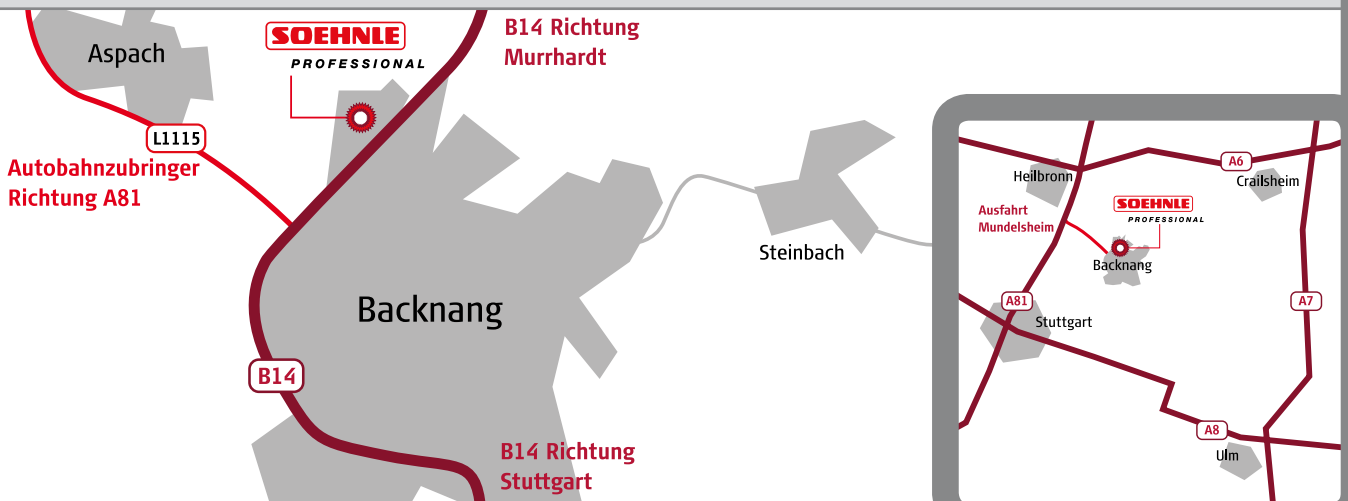 Aspach
SOEHNLE
PROFESSIONAL
B14 Richtung
Murrhardt
L1115
Autobahnzubringer
Richtung A81
Steinbach
Backnang
B14
B14 Richtung
Stuttgart
A6
Heilbronn
Crailsheim
SOEHNLE
PROFESSIONAL
Ausfahrt
Mundelsheim
Backnang
A81
A7
Stuttgart
A8
Ulm